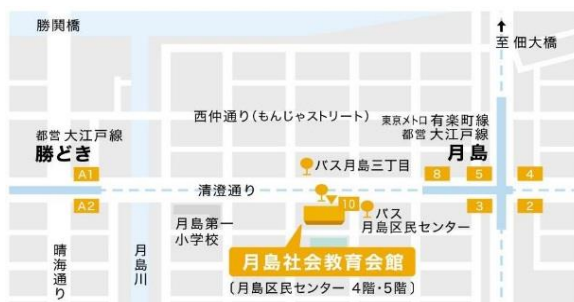 勝鬨橋
至 佃大橋
西仲通り(もんじゃストリート)
東京メトロ 有楽町線
都営 大江戸線
月島
都営 大江戸線
勝どき
バス月島三丁目
8
5
4
A1
清澄通り
A2
10
3
2
バス
月島区民センター
月島第一
小学校
晴海通り
月島川
月島社会教育会館
(月島区民センター 4階・5階)